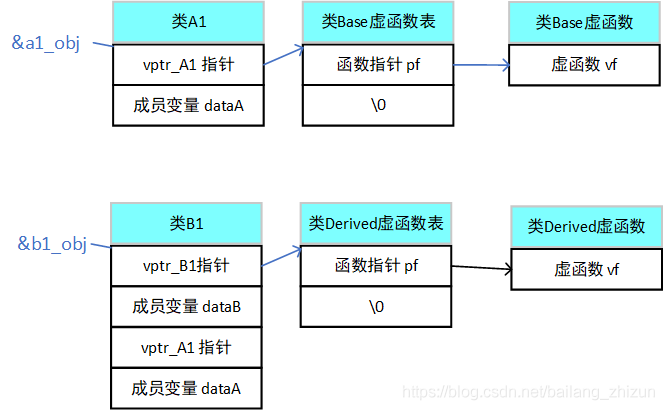 类A1
类Base虚函数表
类Base虚函数
&a1_obj
vptr_A1 指针
函数指针 pf
虚函数 vf
成员变量 dataA
\0
类B1
类Derived虚函数表
类Derived虚函数
&b1_obj
vptr_B1指针
函数指针 pf
虚函数 vf
成员变量 dataB
\0
vptr_A1 指针
成员变量 dataA
https://blog.csdn.net/bailang_zhizun